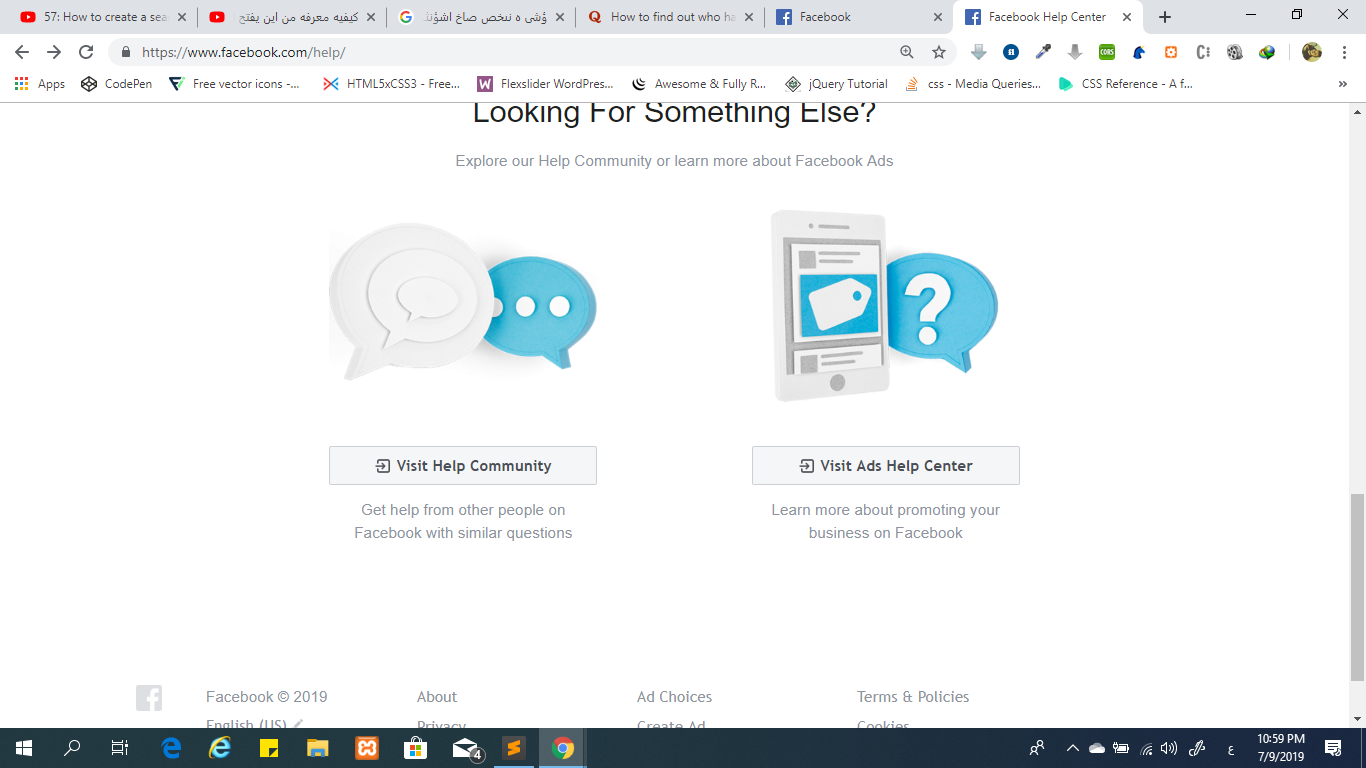 57: How to create a sea
كيفيه معرفه من اين يفتح
ؤشى ه ننخص صاخ اشؤنث
How to find out who ha
Facebook
Facebook Help Center
https://www.facebook.com/help/
Apps
CodePen
Free vector icons -...
HTML5xCSS3 - Free...
Flexslider WordPres...
Awesome & Fully R...
jQuery Tutorial
css - Media Queries...
CSS Reference - A f...
»
Looking For Something Else?
Explore our Help Community or learn more about Facebook Ads
Visit Help Community
Get help from other people on
Facebook with similar questions
Visit Ads Help Center
Learn more about promoting your
business on Facebook
Facebook © 2019
English (US)
About
Privacy
Ad Choices
Create Ad
Terms & Policies
Cookies
4
ع
10:59 PM
7/9/2019